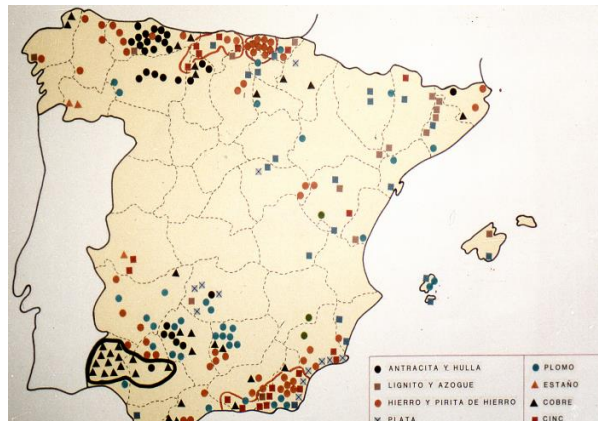 ANTRACITA Y HULLA
LIGNITO Y AZOGUE
HIERRO Y PIRITA DE HIERRO
PLATA
PLOMO
ESTAÑO
COBRE
CINC